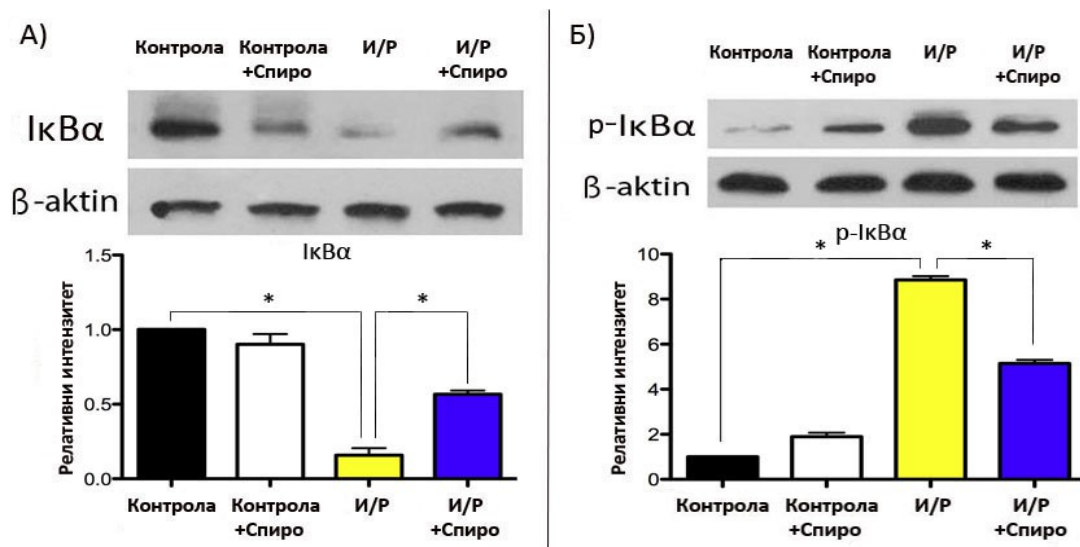 А)
Контрола
Контрола
+Спиро
И/Р
И/Р
+Спиро
IκBα
β-aktin
IκBα
Релативни интензитет
1.5
1.0
0.5
0.0
*
*
Контрола
Контрола
+Спиро
И/Р
И/Р
+Спиро
Б)
Контрола
Контрола
+Спиро
И/Р
И/Р
+Спиро
p-IκBα
β-aktin
p-IκBα
Релативни интензитет
10
8
6
4
2
0
*
*
Контрола
Контрола
+Спиро
И/Р
И/Р
+Спиро